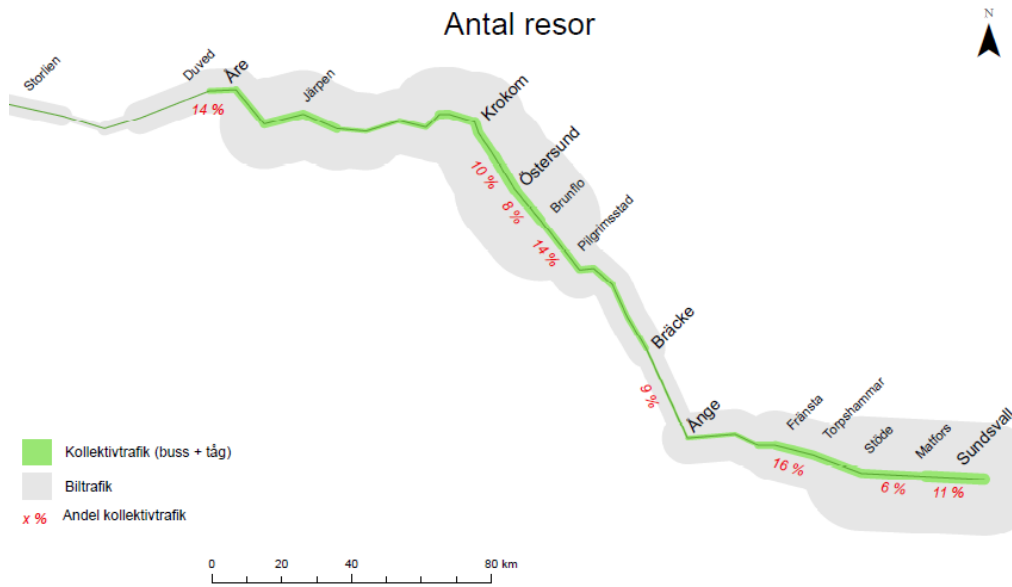 Antal resor
N
Storlien
Duved
Åre
14 %
Järpen
Krokom
10 %
Östersund
8 %
Brunflo
14 %
Pilgrimsstad
Bräcke
9 %
Ånge
Fränsta
16 %
Torpshammar
Stöde
6 %
Matfors
11 %
Sundsvall
Kollektivtrafik (buss + tåg)
Biltrafik
x % Andel kollektivtrafik
0 20 40 80 km